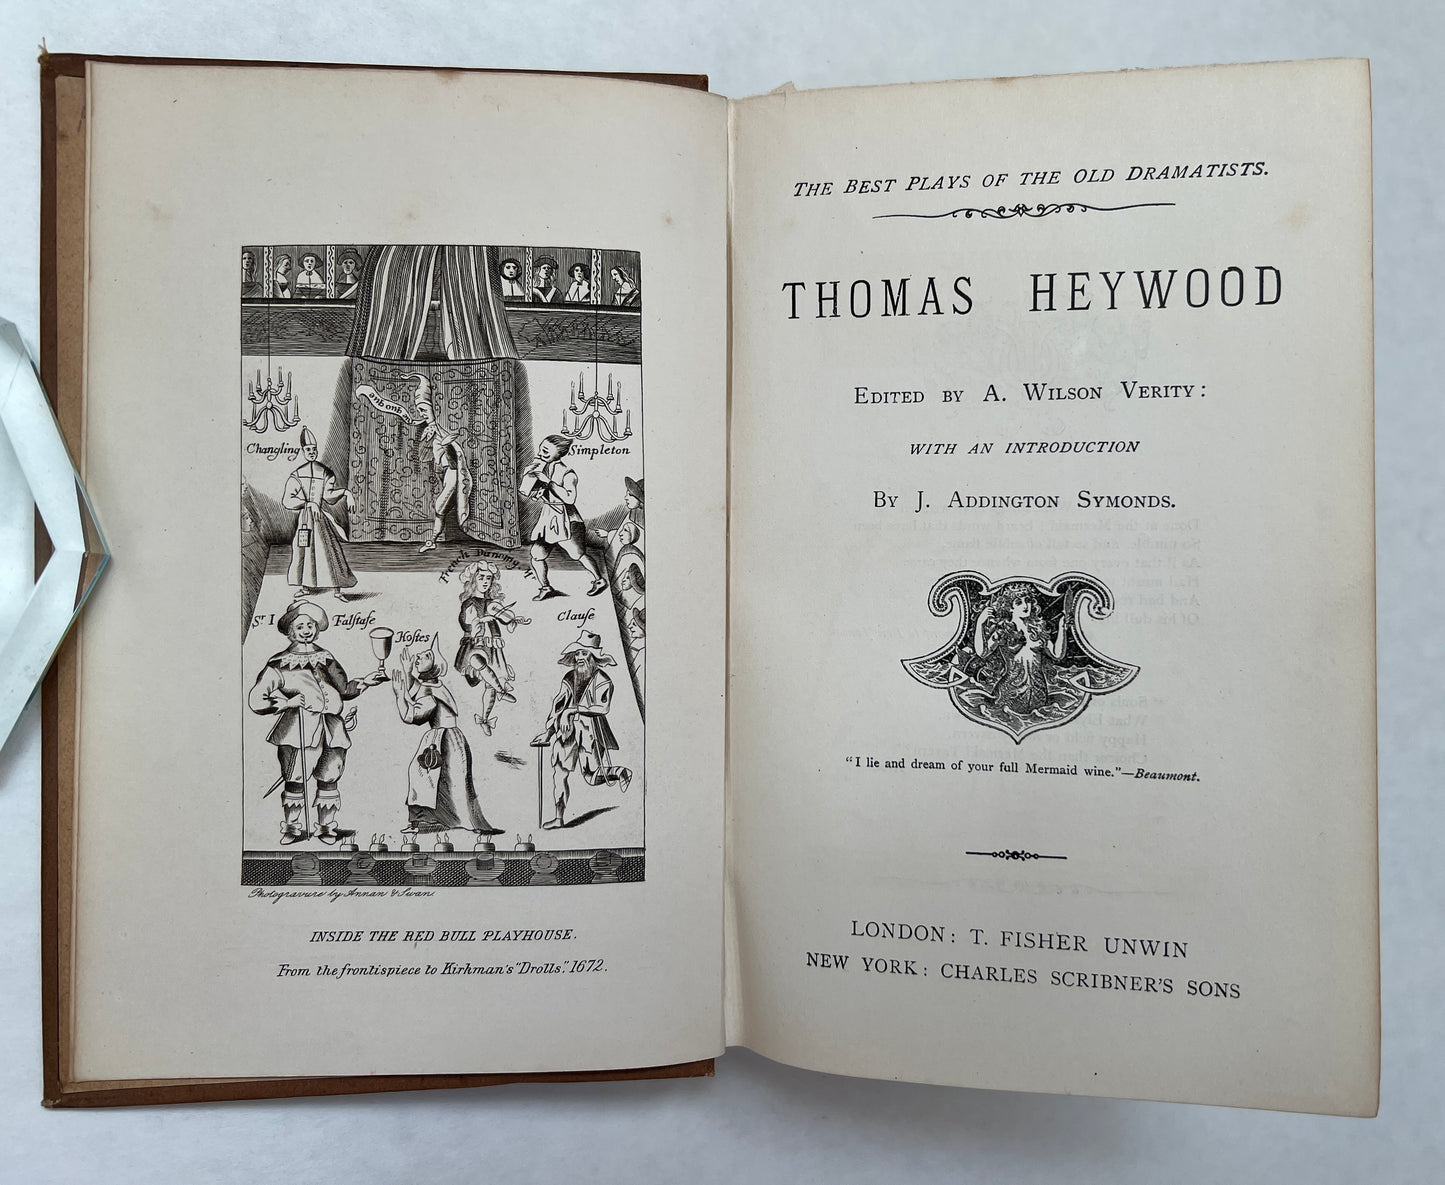 Changling
Simpleton
French Dancing
Sr I Falstafe
Hostes
Clause
Photogravure by Annan & Swan
INSIDE THE RED BULL PLAYHOUSE.
From the frontispiece to Kirkman's "Drolls". 1672.
THE BEST PLAYS OF THE OLD DRAMATISTS.
THOMAS HEYWOOD
EDITED BY A. WILSON VERITY:
WITH AN INTRODUCTION
BY J. ADDINGTON SYMONDS.
"I lie and dream of your full Mermaid wine."—Beaumont.
LONDON: T. FISHER UNWIN
NEW YORK: CHARLES SCRIBNER'S SONS